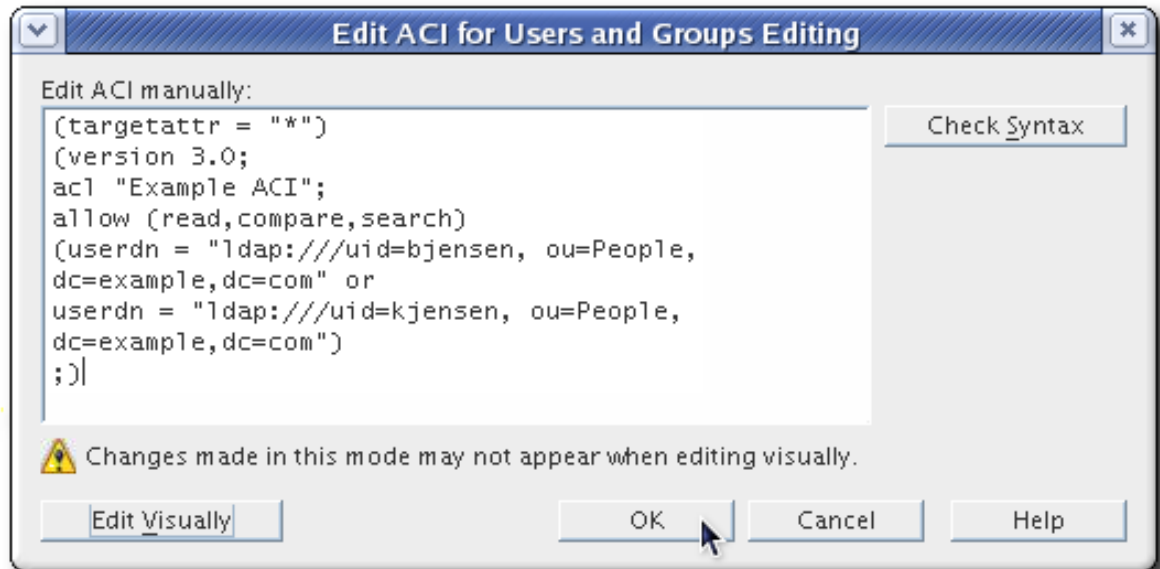 Edit ACI for Users and Groups Editing
Edit ACI manually:
(targetattr = "*")
(version 3.0;
acl "Example ACI";
allow (read,compare,search)
(userdn = "ldap:///uid=bjensen, ou=People,
dc=example,dc=com" or
userdn = "ldap:///uid=kjensen, ou=People,
dc=example,dc=com")
;)
Check Syntax
Changes made in this mode may not appear when editing visually.
Edit Visually
OK
Cancel
Help